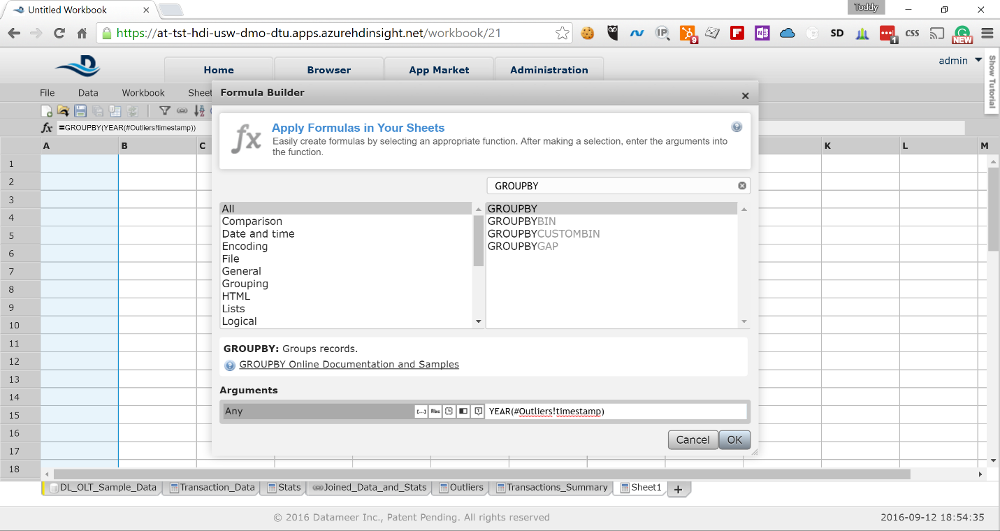 Untitled Workbook
Toddy
https://at-tst-hdi-usw-dmo-dtu.apps.azurehdinsight.net/workbook/21
IP
9
F
N
SD
1
CSS
NEW
Home
Browser
App Market
Administration
admin
Show Tutorial
File
Data
Workbook
Sheet
fx =GROUPBY(YEAR(#Outliers!timestamp))
Formula Builder
fx
Apply Formulas in Your Sheets
Easily create formulas by selecting an appropriate function. After making a selection, enter the arguments into
the function.
A B C K L M
1
2
3
4
5
6
7
8
9
10
11
12
13
14
15
16
17
18
GROUPBY
All
Comparison
Date and time
Encoding
File
General
Grouping
HTML
Lists
Logical
GROUPBY
GROUPBYBIN
GROUPBYCUSTOMBIN
GROUPBYGAP
GROUPBY: Groups records.
GROUPBY Online Documentation and Samples
Arguments
Any [...] Abc YEAR(#Outliers!timestamp)
Cancel OK
DL_OLT_Sample_Data Transaction_Data Stats Joined_Data_and_Stats Outliers Transactions_Summary Sheet1 +
© 2016 Datameer Inc., Patent Pending. All rights reserved
2016-09-12 18:54:35